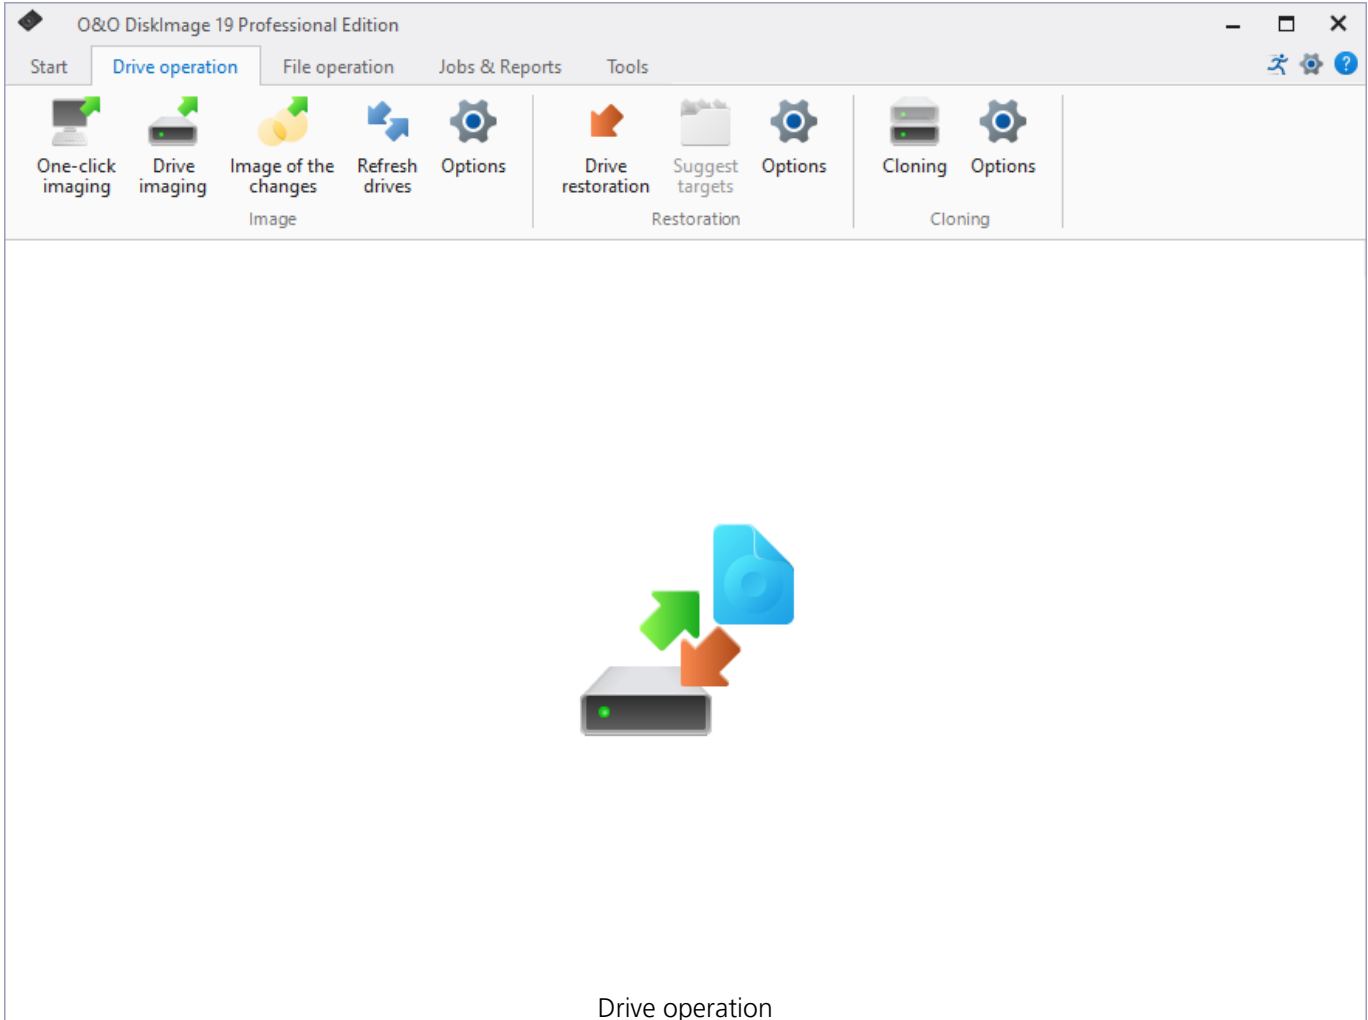 O&O DiskImage 19 Professional Edition
Start Drive operation File operation Jobs & Reports Tools
One-click imaging
Drive imaging
Image of the changes
Refresh drives
Options
Image
Drive restoration
Suggest targets
Options
Restoration
Cloning
Options
Cloning
Drive operation